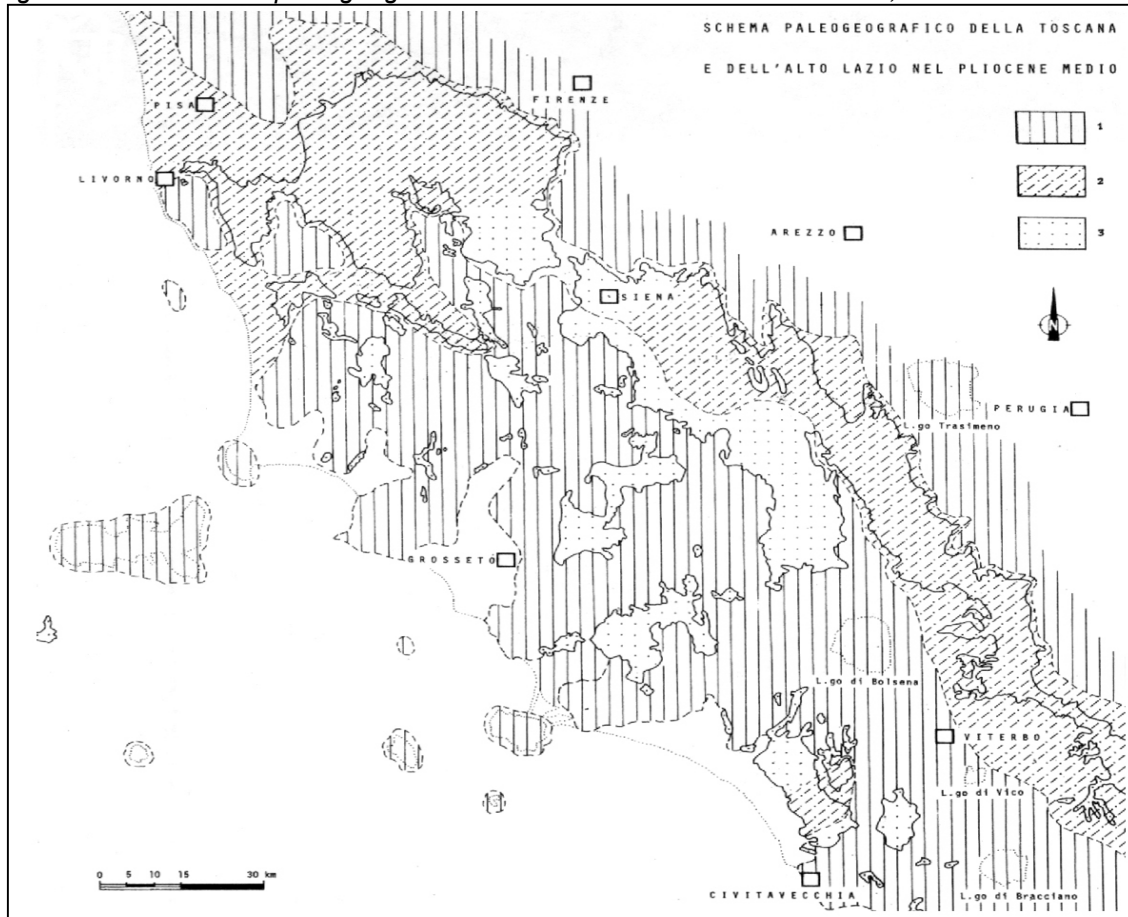 SCHEMA PALEOGEOGRAFICO DELLA TOSCANA
E DELL'ALTO LAZIO NEL PLIOCENE MEDIO
1
2
3
N
FIRENZE
PISA
LIVORNO
AREZZO
SIENA
PERUGIA
L.go Trasimeno
GROSSETO
L.go di Bolsena
VITERBO
L.go di Vico
L.go di Bracciano
CIVITAVECCHIA
0 5 10 15 30 km